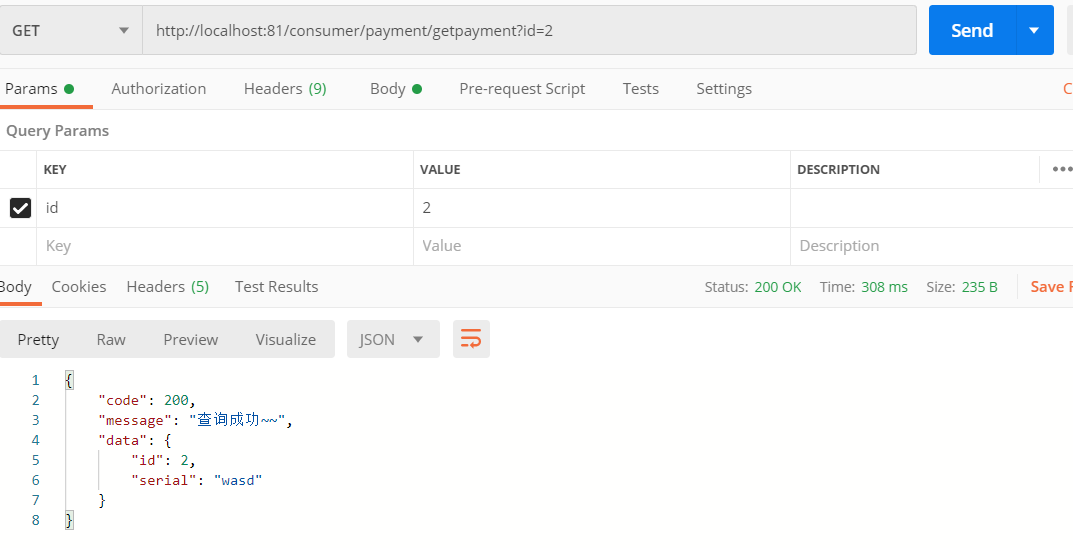 GET http://localhost:81/consumer/payment/getpayment?id=2 Send
Params Authorization Headers (9) Body Pre-request Script Tests Settings C
Query Params
KEY VALUE DESCRIPTION •••
id 2
Key Value Description
Body Cookies Headers (5) Test Results Status: 200 OK Time: 308 ms Size: 235 B Save
Pretty Raw Preview Visualize JSON
1 {
2 "code": 200,
3 "message": "查询成功~~",
4 "data": {
5 "id": 2,
6 "serial": "wasd"
7 }
8 }